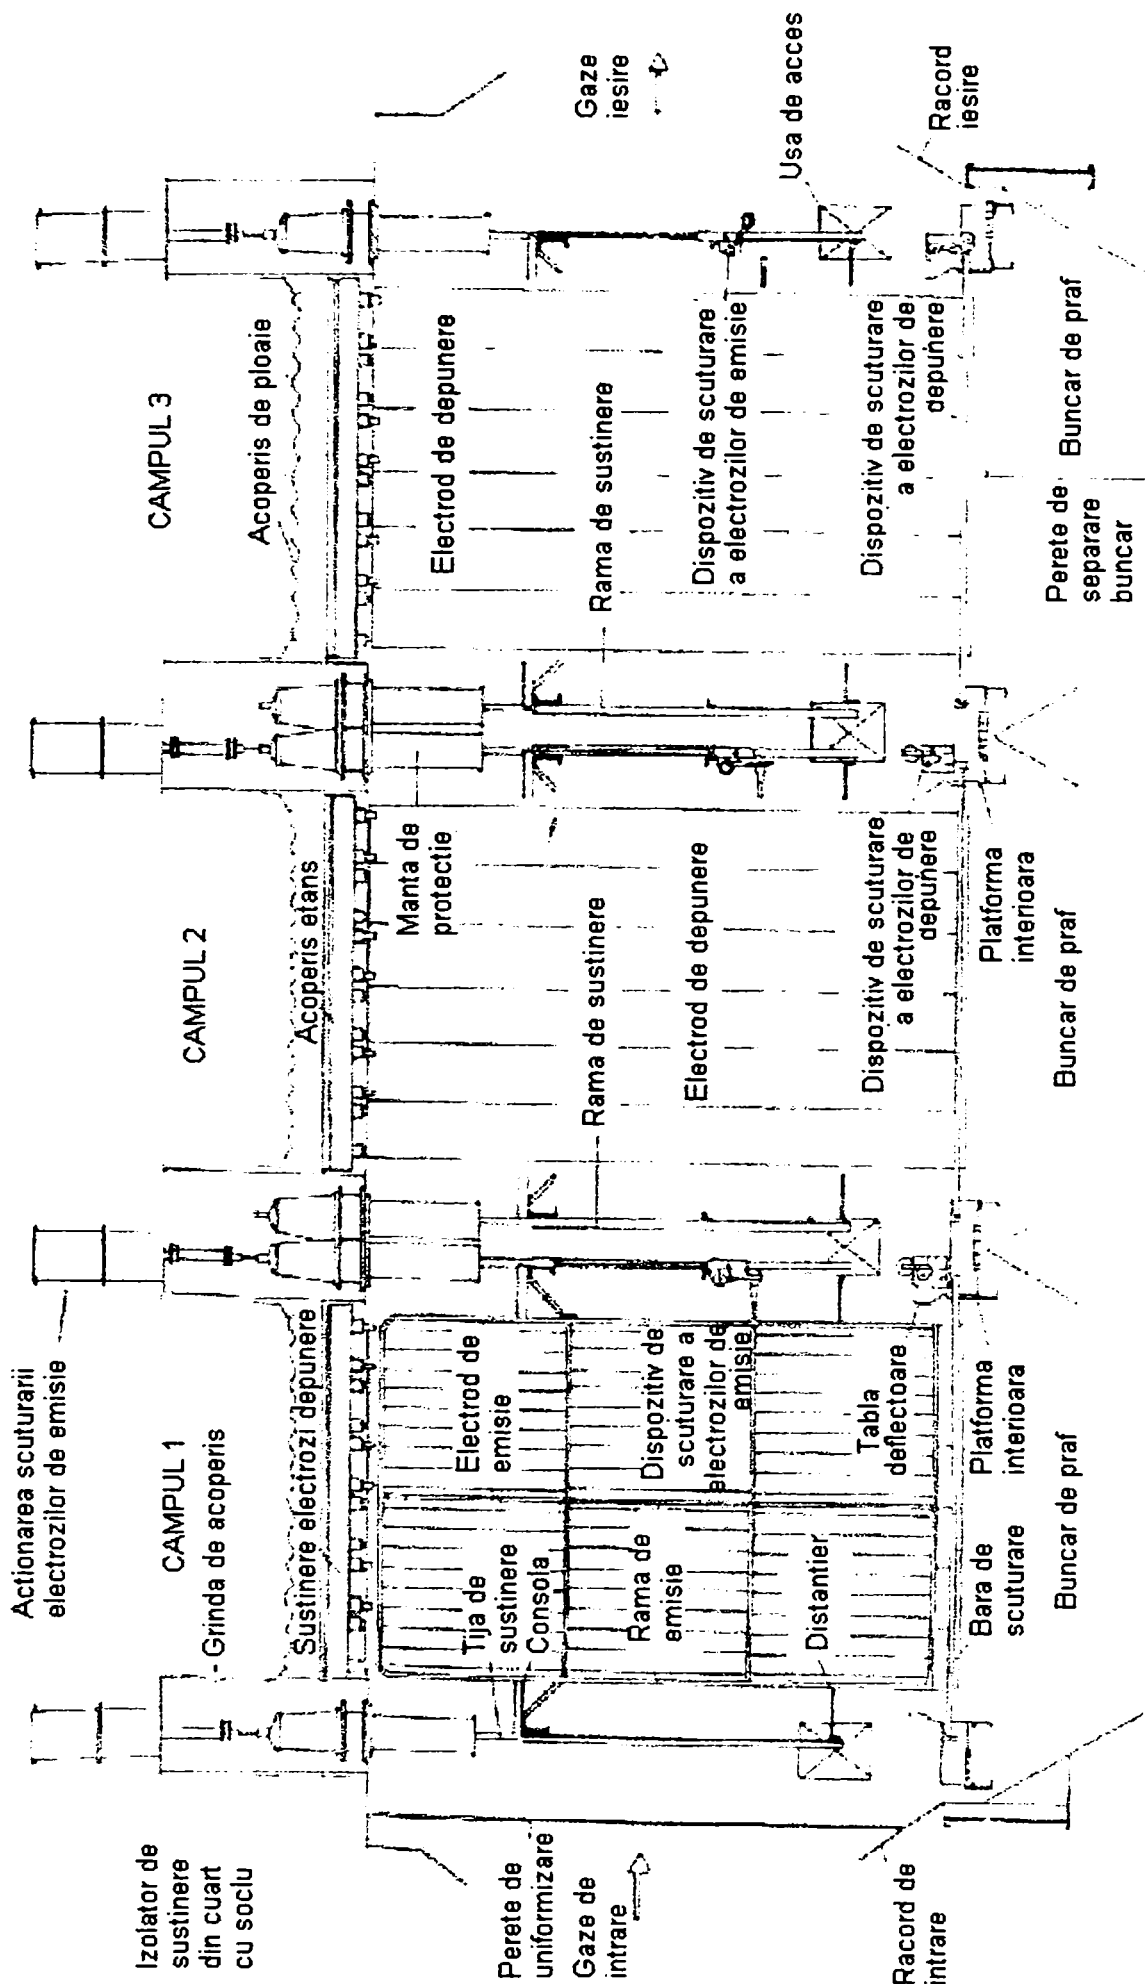 Actionarea scuturarii
electrozilor de emisie
CAMPUL 1
Grinda de acoperis
Sustinere electrozi depunere
CAMPUL 2
Acoperis etans
CAMPUL 3
Acoperis de ploaie
Izolator de
sustinere
din cuart
cu soclu
Perete de
uniformizare
Gaze de
intrare
Racord de
intrare
Tija de
sustinere
Consola
Electrod de
emisie
Rama de
emisie
Dispozitiv de
scuturare a
electrozilor de
emisie
Distantier
Tabla
deflectoare
Bara de
scuturare
Platforma
interioara
Buncar de praf
Manta de
protectie
Rama de sustinere
Electrod de depunere
Dispozitiv de scuturare
a electrozilor de
depunere
Platforma
interioara
Buncar de praf
Electrod de depunere
Rama de sustinere
Dispozitiv de scuturare
a electrozilor de emisie
Dispozitiv de scuturare
a electrozilor de
depunere
Perete de
separare
buncar
Buncar de praf
Gaze
iesire
Usa de acces
Racord
iesire